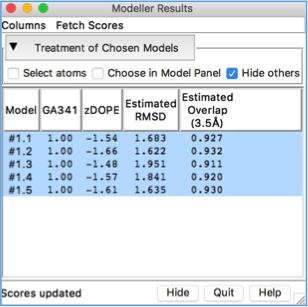 Modeller Results
Columns Fetch Scores
Treatment of Chosen Models
Select atoms Choose in Model Panel Hide others
Model GA341 zDOPE Estimated RMSD Estimated Overlap (3.5Å)
#1.1 1.00 -1.54 1.683 0.927
#1.2 1.00 -1.66 1.622 0.932
#1.3 1.00 -1.48 1.951 0.911
#1.4 1.00 -1.57 1.841 0.920
#1.5 1.00 -1.61 1.635 0.930
Scores updated Hide Quit Help